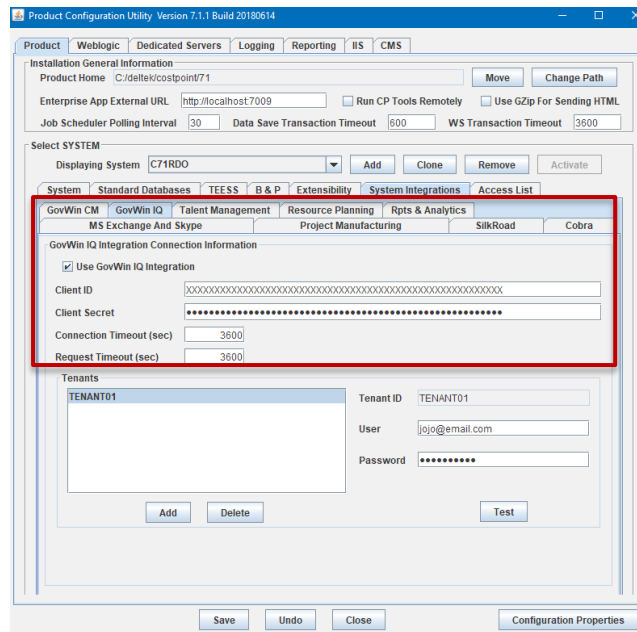 Product Configuration Utility Version 7.1.1 Build 20180614
Product Weblogic Dedicated Servers Logging Reporting IIS CMS
Installation General Information
Product Home C:/deltek/costpoint/71 Move Change Path
Enterprise App External URL http://localhost:7009 Run CP Tools Remotely Use GZip For Sending HTML
Job Scheduler Polling Interval 30 Data Save Transaction Timeout 600 WS Transaction Timeout 3600
Select SYSTEM
Displaying System C71RDO Add Clone Remove Activate
System Standard Databases TEESS B & P Extensibility System Integrations Access List
GovWin CM GovWin IQ Talent Management Resource Planning Rpts & Analytics
MS Exchange And Skype Project Manufacturing SilkRoad Cobra
GovWin IQ Integration Connection Information
Use GovWin IQ Integration
Client ID XXXXXXXXXXXXXXXXXXXXXXXXXXXXXXXXXXXXXXXXXXXXXXXXXXXXXX
Client Secret ••••••••••••••••••••••••••••••••••••••••••••••••••••••
Connection Timeout (sec) 3600
Request Timeout (sec) 3600
Tenants
TENANT01 Tenant ID TENANT01
User jojo@email.com
Password ••••••••••
Add Delete Test
Save Undo Close Configuration Properties